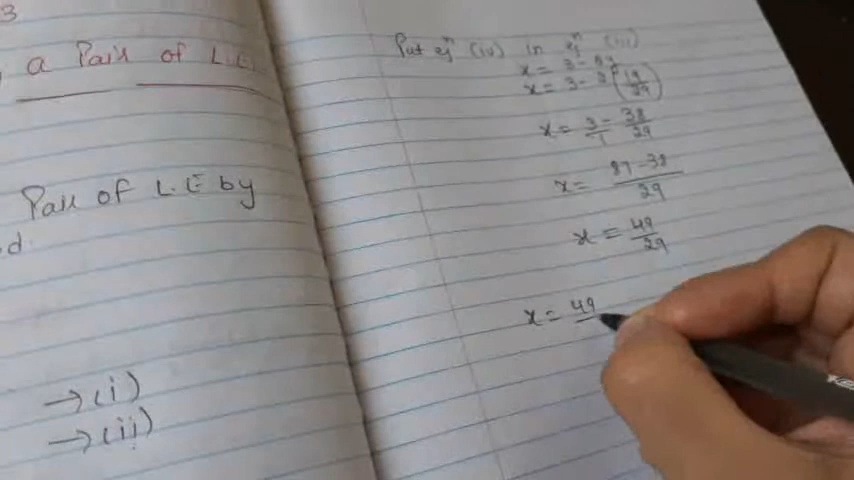 3
a Pair of L.E
Pair of L.E by
d.
→ (i)
→ (ii)
Put eqⁿ (iv) in eqⁿ (iii)
x = 3 - 2y
x = 3 - 2(19/29)
x = 3/1 - 38/29
x = 87-38/29
x = 49/29
x = 49